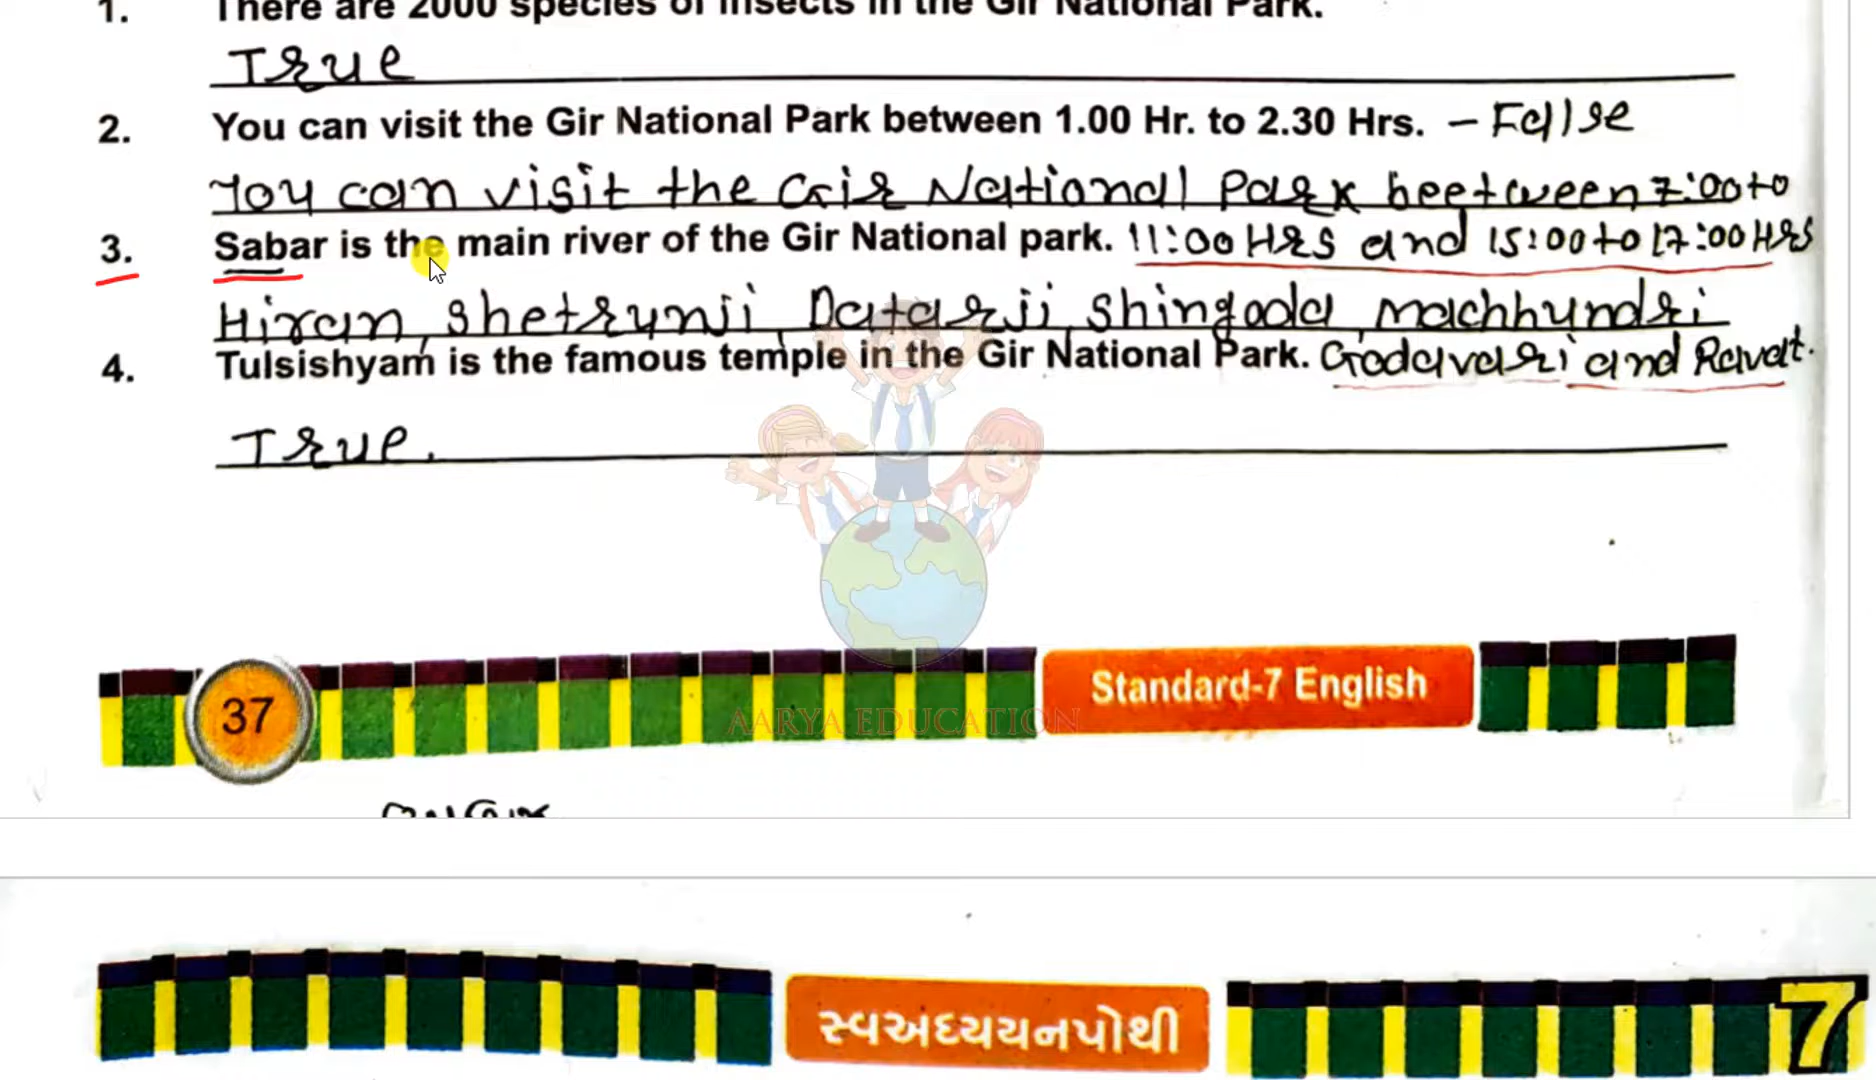 1. There are 2000 species of insects in the Gir National Park.
True
2. You can visit the Gir National Park between 1.00 Hr. to 2.30 Hrs. – False
You can visit the Gir National Park beetween 7:00 to
3. Sabar is the main river of the Gir National park. 11:00 Hrs and 15:00 to 17:00 Hrs
Hiran, Shetrunji, Datarji, Shingoda, machhundri
4. Tulsishyam is the famous temple in the Gir National Park. Godavari and Raval.
True.
37
Standard-7 English
AARYA EDUCATION
સ્વઅધ્યયનપોથી
7